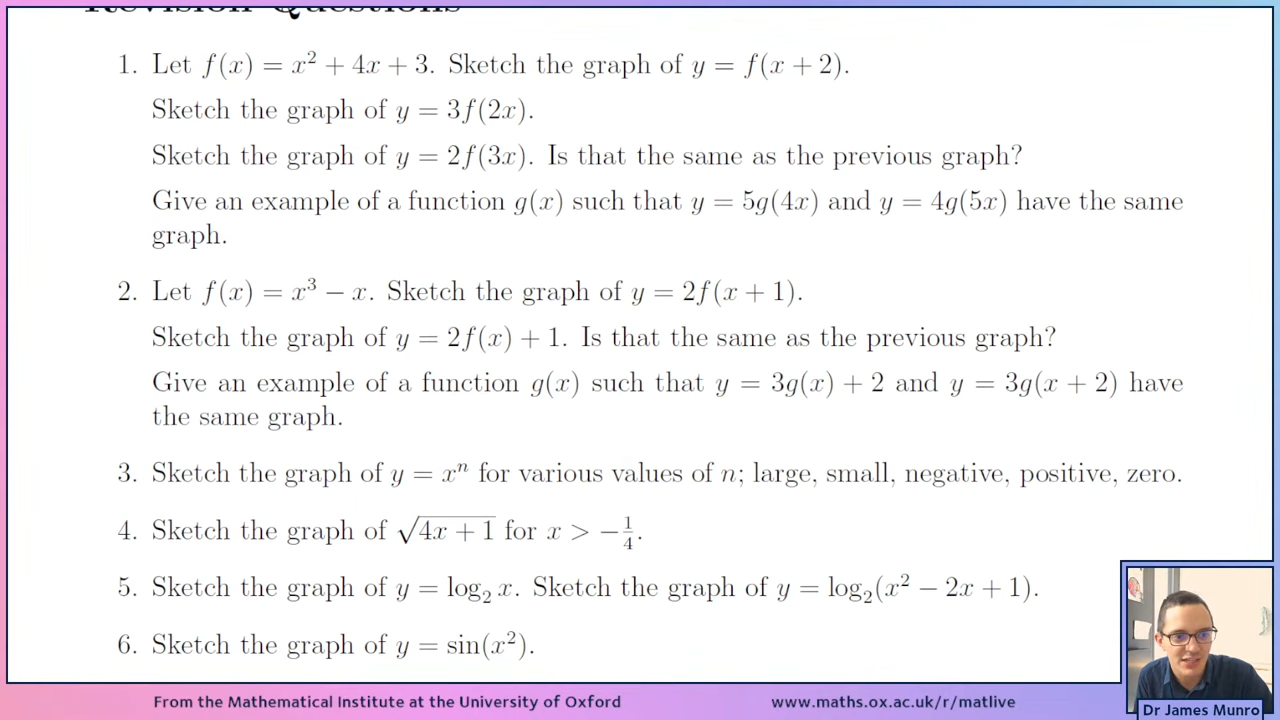 Revision Questions
1. Let f(x) = x² + 4x + 3. Sketch the graph of y = f(x + 2).
Sketch the graph of y = 3f(2x).
Sketch the graph of y = 2f(3x). Is that the same as the previous graph?
Give an example of a function g(x) such that y = 5g(4x) and y = 4g(5x) have the same
graph.
2. Let f(x) = x³ − x. Sketch the graph of y = 2f(x + 1).
Sketch the graph of y = 2f(x) + 1. Is that the same as the previous graph?
Give an example of a function g(x) such that y = 3g(x) + 2 and y = 3g(x + 2) have
the same graph.
3. Sketch the graph of y = xⁿ for various values of n; large, small, negative, positive, zero.
4. Sketch the graph of √(4x + 1) for x > −1/4.
5. Sketch the graph of y = log₂ x. Sketch the graph of y = log₂(x² − 2x + 1).
6. Sketch the graph of y = sin(x²).
From the Mathematical Institute at the University of Oxford www.maths.ox.ac.uk/r/matlive
Dr James Munro